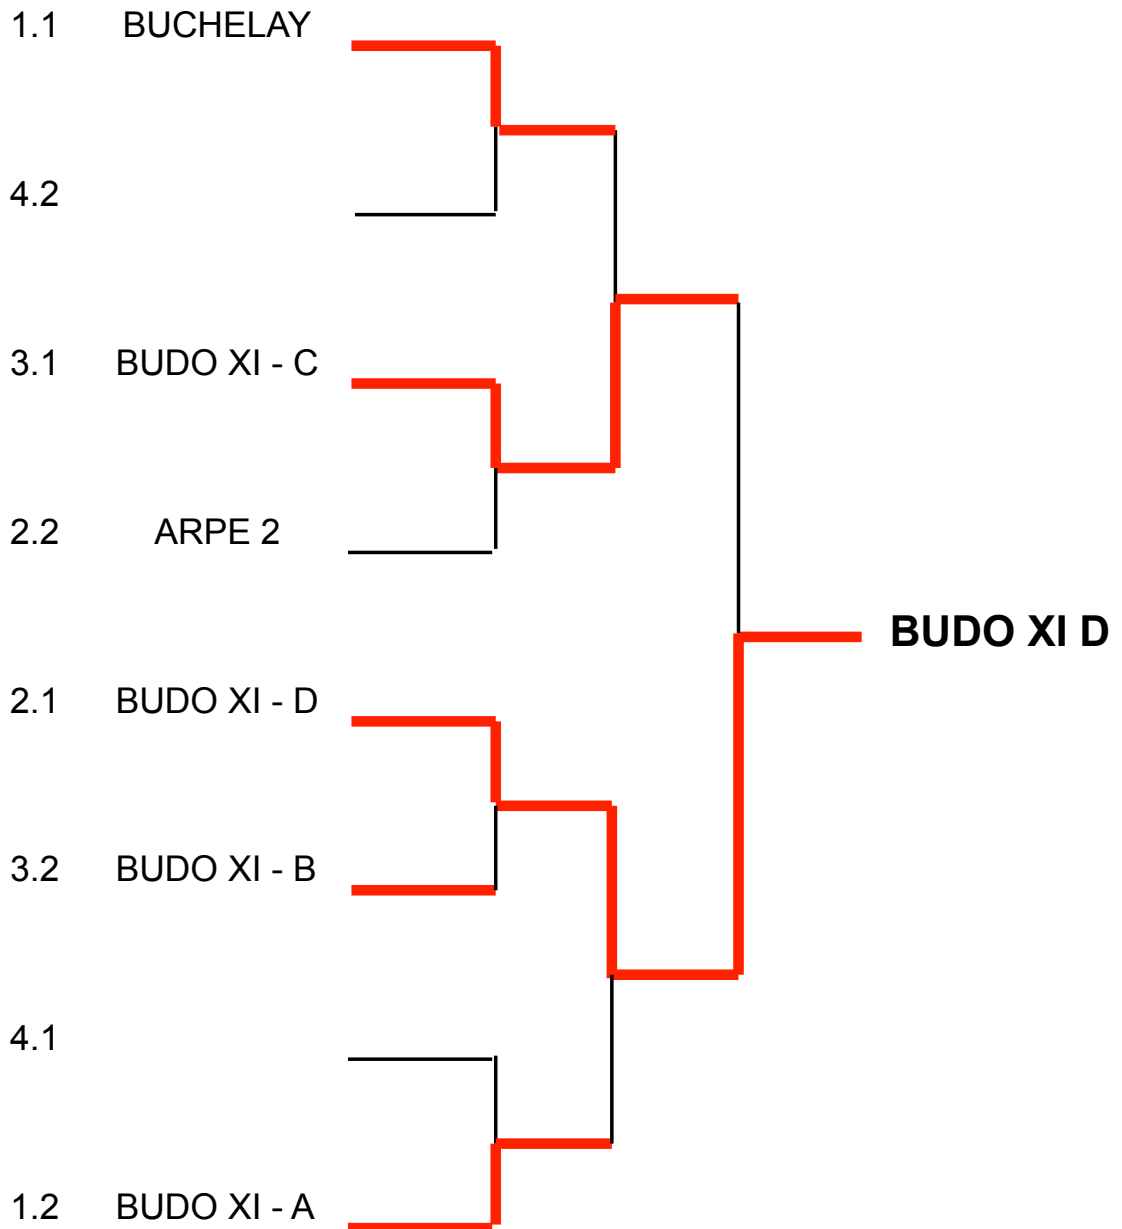 1.1 BUCHELAY
4.2
3.1 BUDO XI - C
2.2 ARPE 2
BUDO XI D
2.1 BUDO XI - D
3.2 BUDO XI - B
4.1
1.2 BUDO XI - A